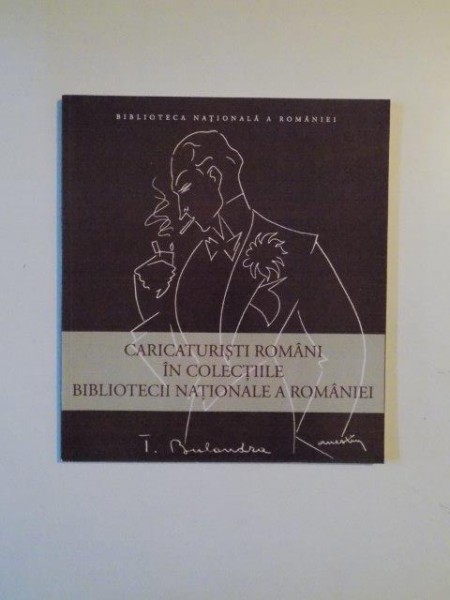 BIBLIOTECA NAȚIONALĂ A ROMÂNIEI
CARICATURIȘTI ROMÂNI
ÎN COLECȚIILE
BIBLIOTECII NAȚIONALE A ROMÂNIEI
T. Bulandra